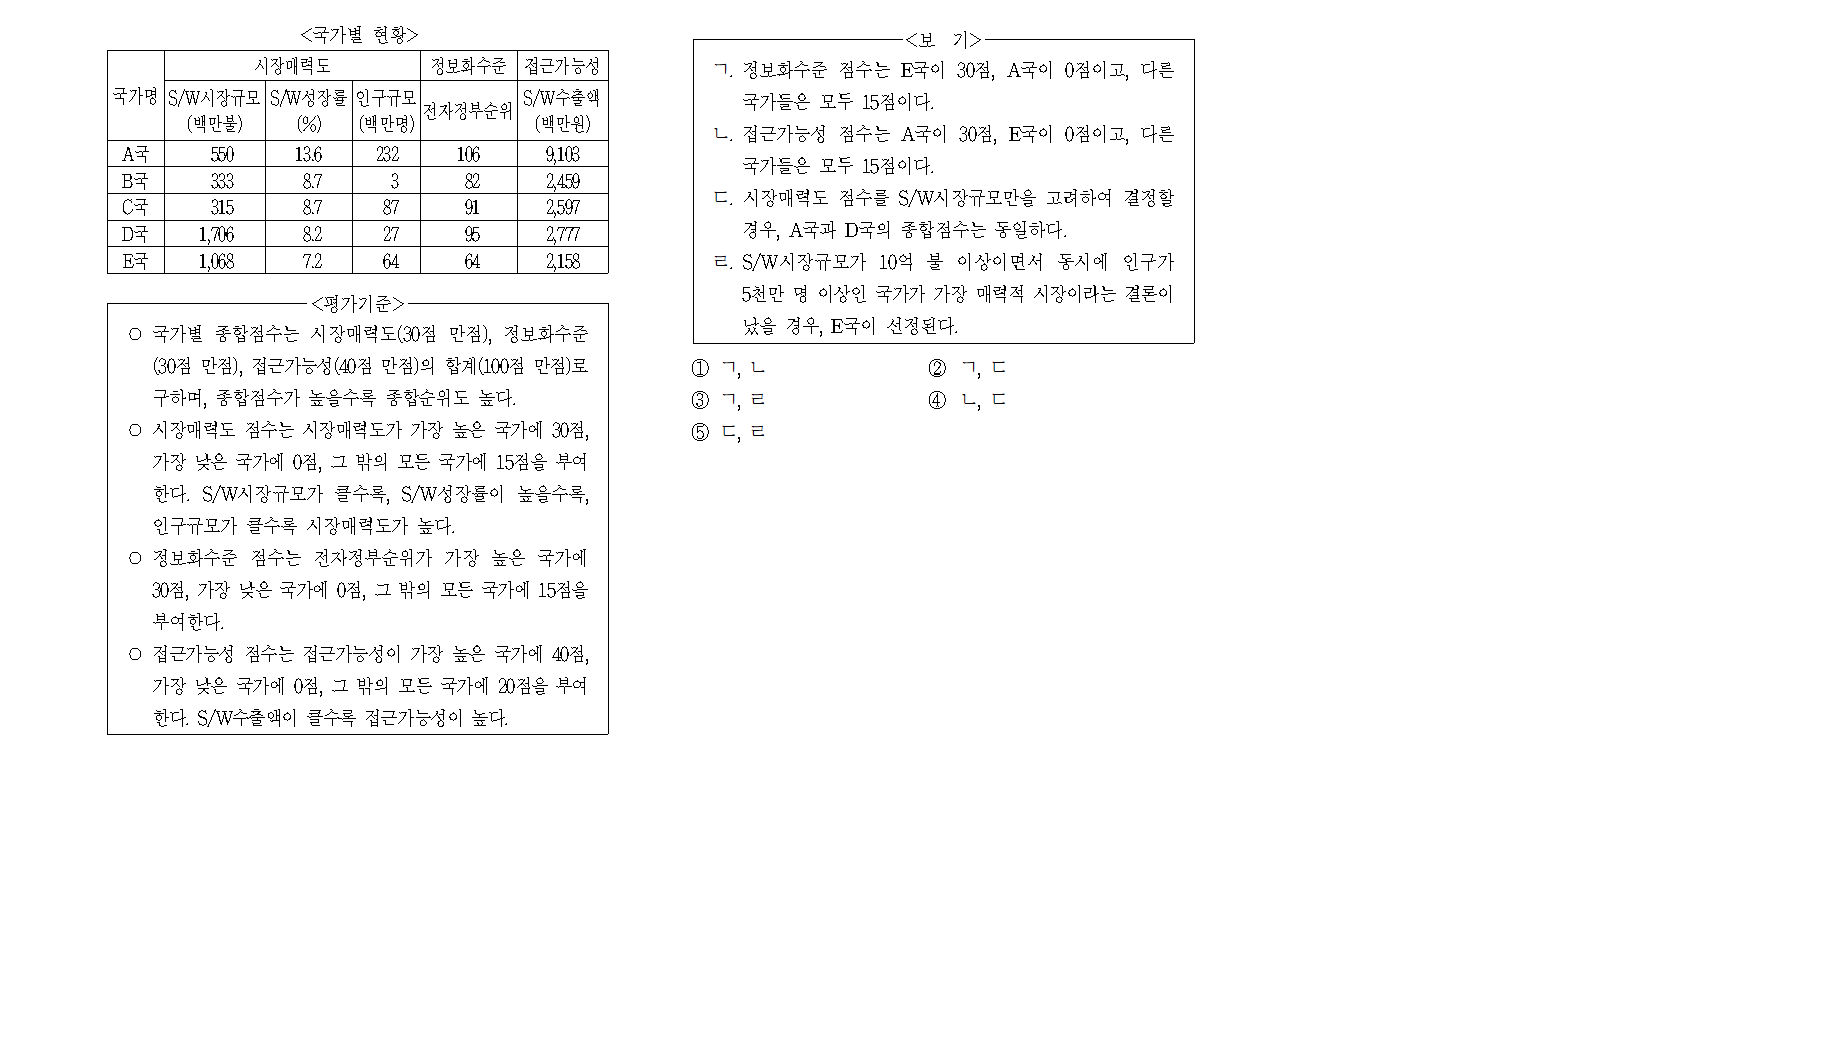 <국가별 현황>
국가명 시장매력도 정보화수준 접근가능성
S/W시장규모 (백만불) S/W성장률 (%) 인구규모 (백만명) 전자정부순위 S/W수출액 (백만원)
A국 550 13.6 232 106 9,103
B국 333 8.7 3 82 2,459
C국 315 8.7 87 91 2,597
D국 1,706 8.2 27 95 2,777
E국 1,068 7.2 64 64 2,158
<평가기준>
○ 국가별 종합점수는 시장매력도(30점 만점), 정보화수준
(30점 만점), 접근가능성(40점 만점)의 합계(100점 만점)로
구하며, 종합점수가 높을수록 종합순위도 높다.
○ 시장매력도 점수는 시장매력도가 가장 높은 국가에 30점,
가장 낮은 국가에 0점, 그 밖의 모든 국가에 15점을 부여
한다. S/W시장규모가 클수록, S/W성장률이 높을수록,
인구규모가 클수록 시장매력도가 높다.
○ 정보화수준 점수는 전자정부순위가 가장 높은 국가에
30점, 가장 낮은 국가에 0점, 그 밖의 모든 국가에 15점을
부여한다.
○ 접근가능성 점수는 접근가능성이 가장 높은 국가에 40점,
가장 낮은 국가에 0점, 그 밖의 모든 국가에 20점을 부여
한다. S/W수출액이 클수록 접근가능성이 높다.
<보 기>
ㄱ. 정보화수준 점수는 E국이 30점, A국이 0점이고, 다른
국가들은 모두 15점이다.
ㄴ. 접근가능성 점수는 A국이 30점, E국이 0점이고, 다른
국가들은 모두 15점이다.
ㄷ. 시장매력도 점수를 S/W시장규모만을 고려하여 결정할
경우, A국과 D국의 종합점수는 동일하다.
ㄹ. S/W시장규모가 10억 불 이상이면서 동시에 인구가
5천만 명 이상인 국가가 가장 매력적 시장이라는 결론이
났을 경우, E국이 선정된다.
① ㄱ, ㄴ ② ㄱ, ㄷ
③ ㄱ, ㄹ ④ ㄴ, ㄷ
⑤ ㄷ, ㄹ